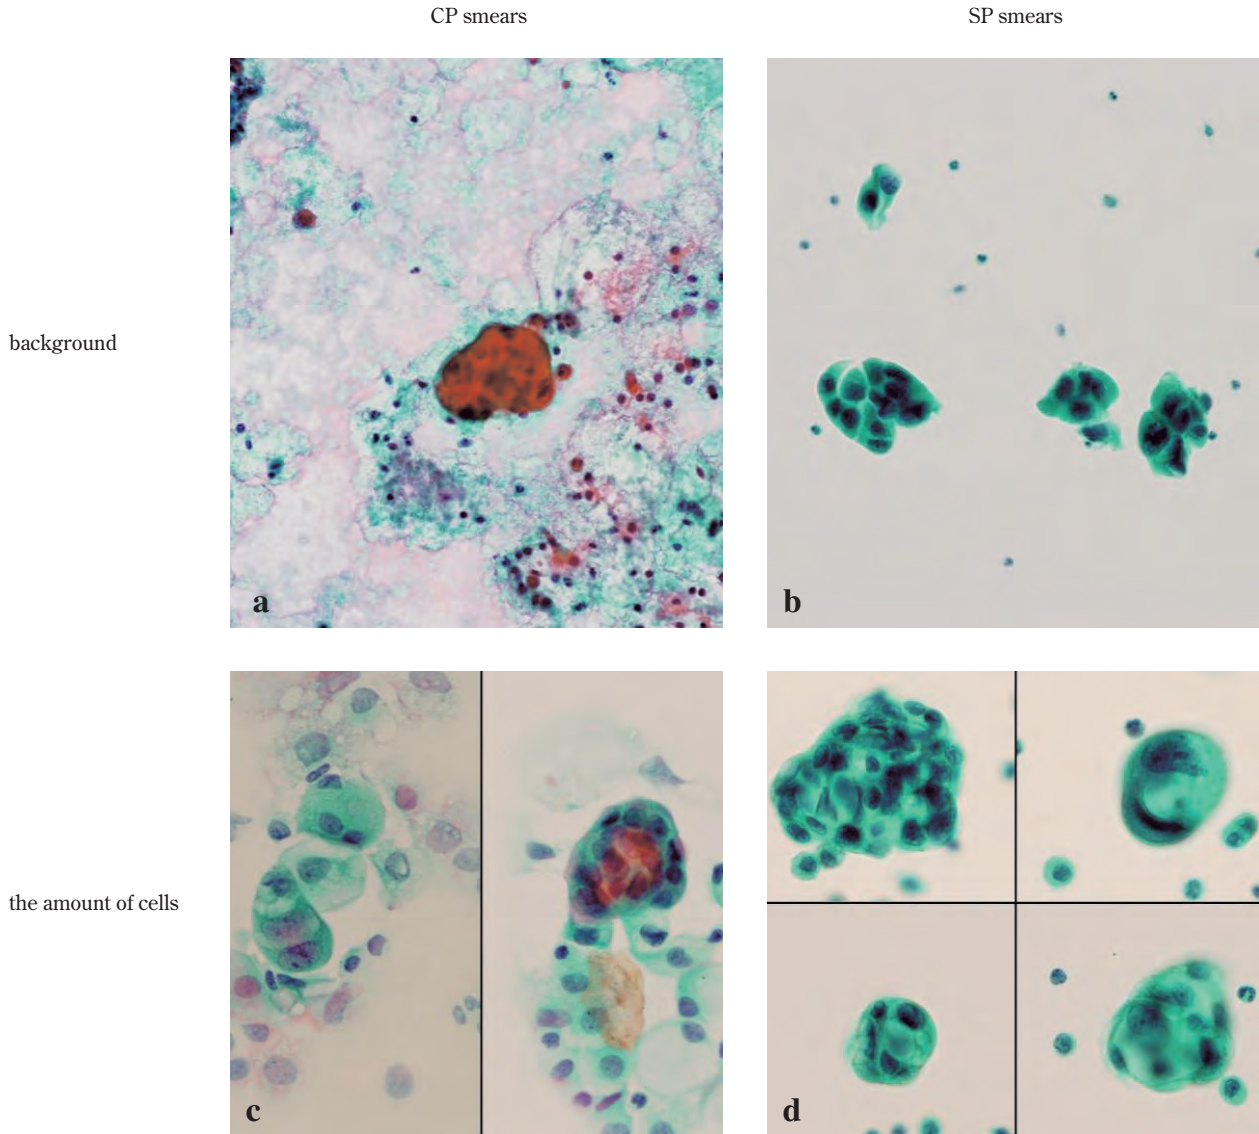 CP smears
SP smears
background
a
b
the amount of cells
c
d